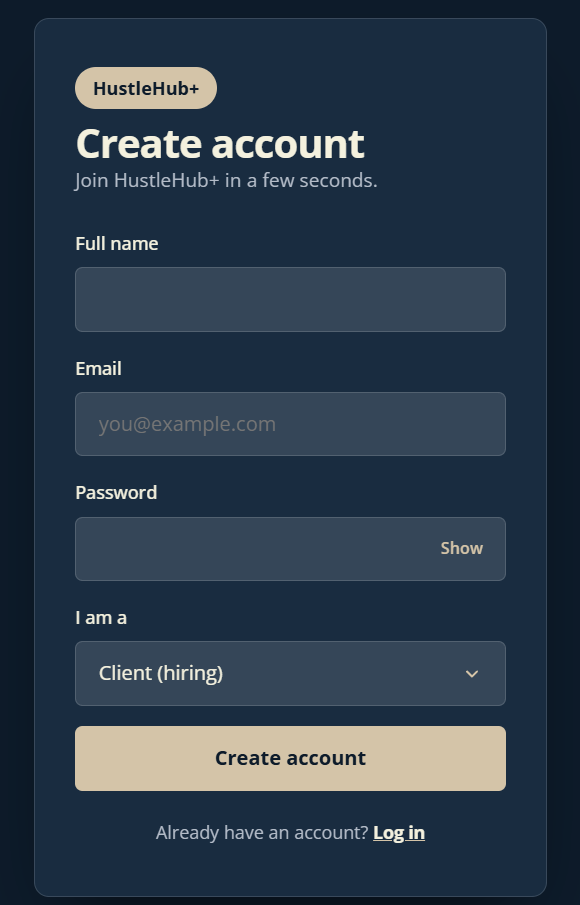 HustleHub+
Create account
Join HustleHub+ in a few seconds.
Full name
Email
you@example.com
Password
Show
I am a
Client (hiring)
Create account
Already have an account? Log in